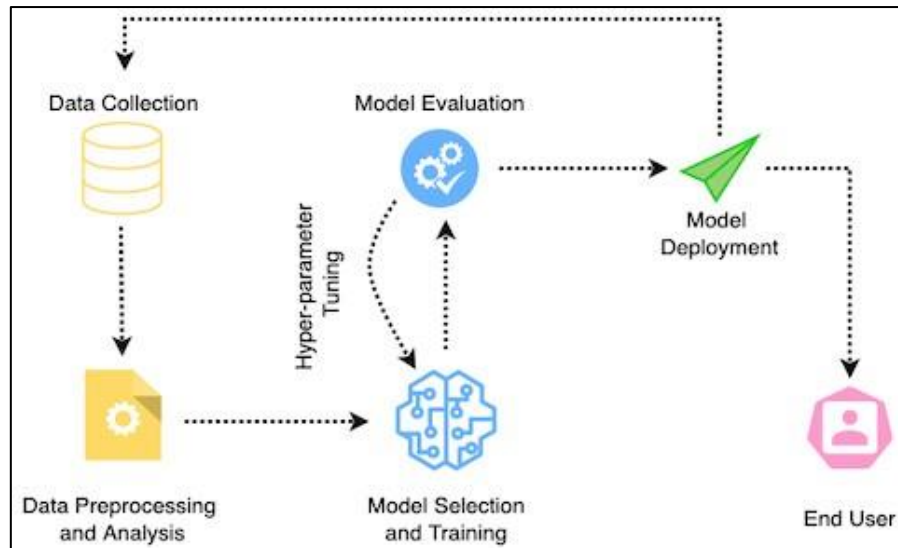 Data Collection
Model Evaluation
Hyper-parameter
Tuning
Model
Deployment
Data Preprocessing
and Analysis
Model Selection
and Training
End User